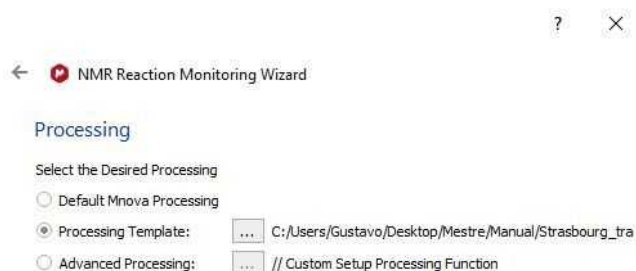 ?
NMR Reaction Monitoring Wizard
Processing
Select the Desired Processing
Default Mnova Processing
Processing Template: ... C:/Users/Gustavo/Desktop/Mestre/Manual/Strasbourg_tra
Advanced Processing: ... // Custom Setup Processing Function